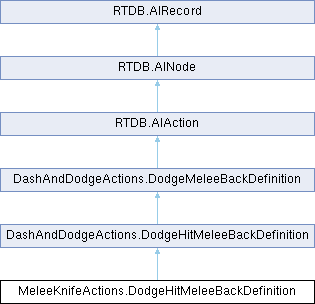 RTDB.AIRecord
RTDB.AINode
RTDB.AIAction
DashAndDodgeActions.DodgeMeleeBackDefinition
DashAndDodgeActions.DodgeHitMeleeBackDefinition
MeleeKnifeActions.DodgeHitMeleeBackDefinition